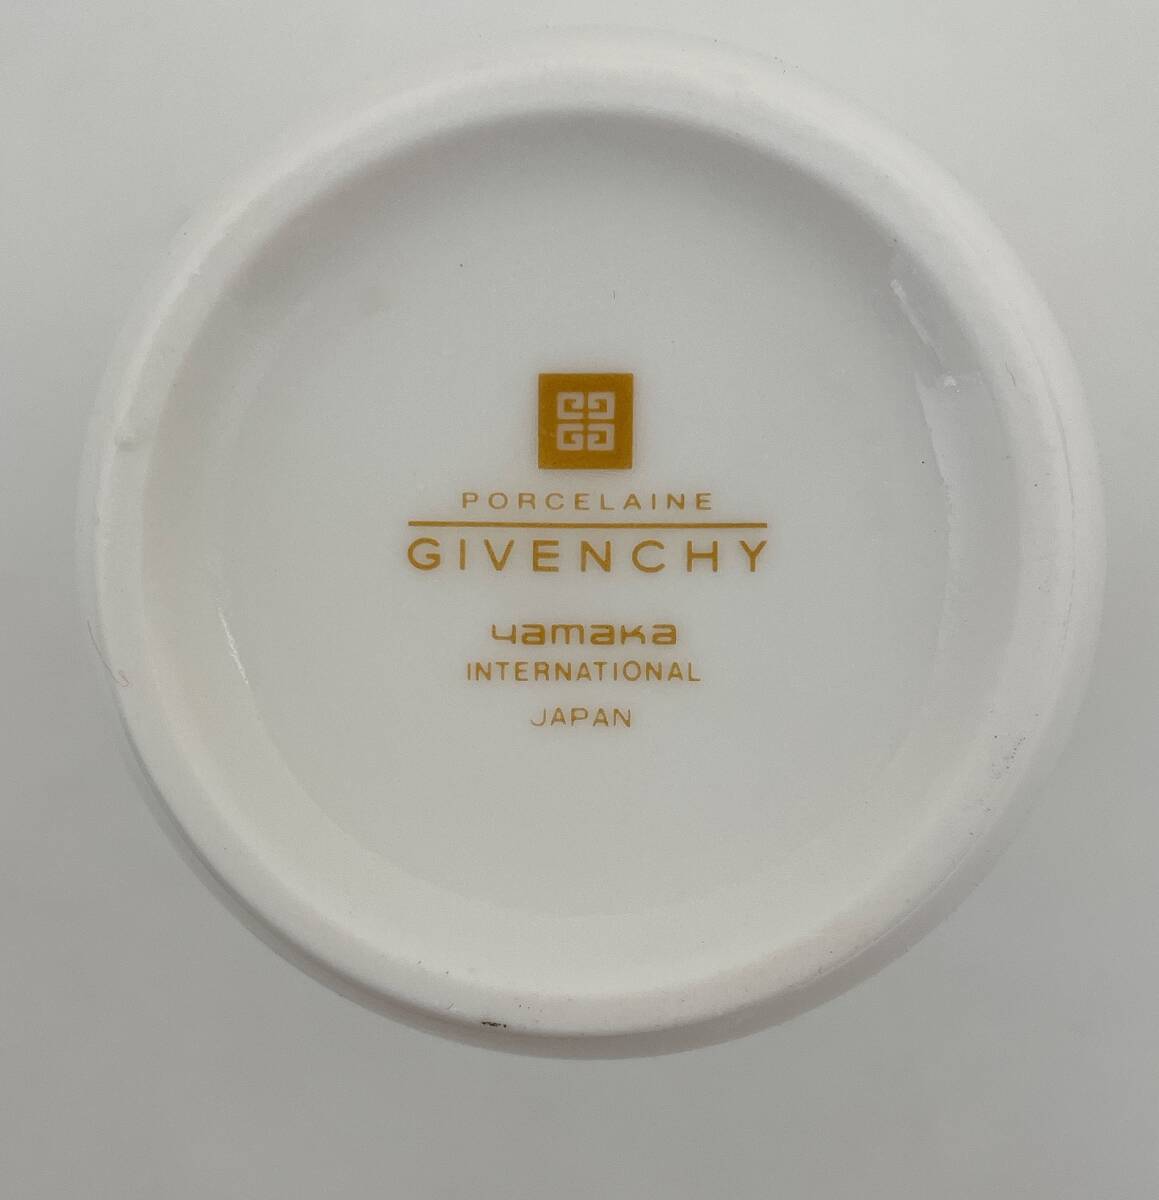 PORCELAINE
GIVENCHY
yamaka
INTERNATIONAL
JAPAN